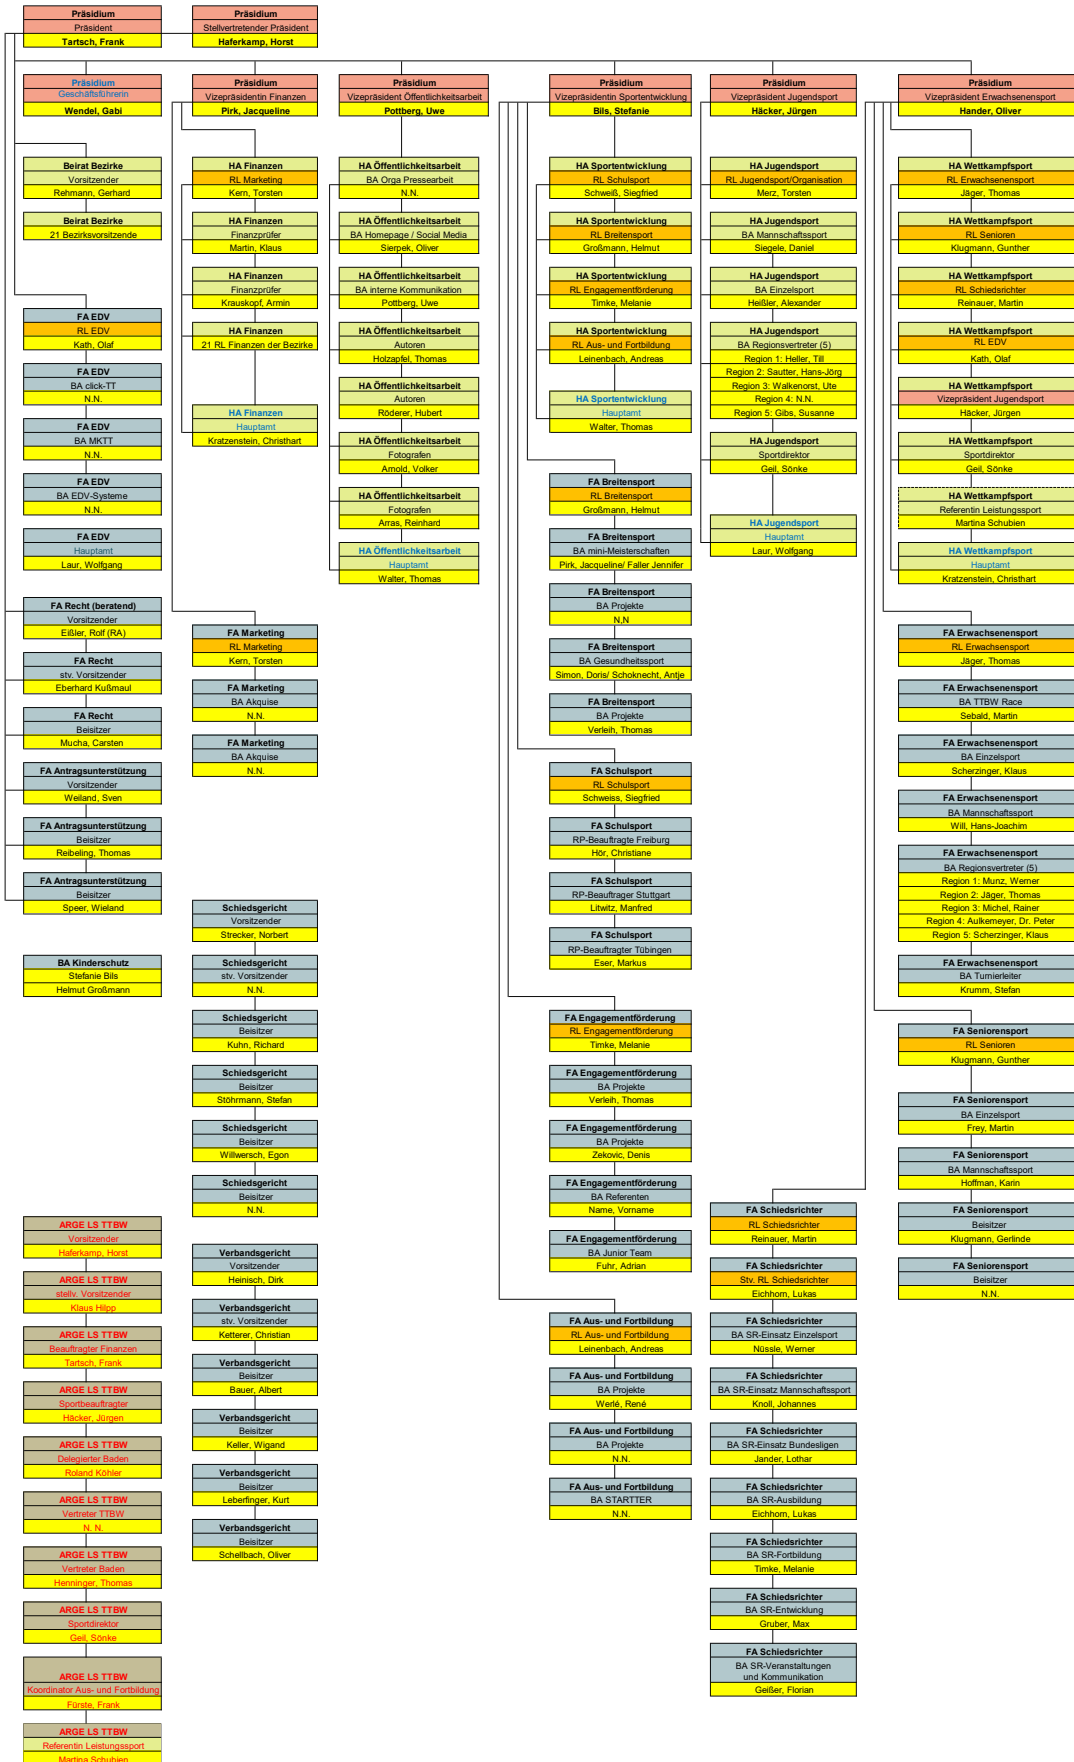 Präsidium
Präsident
Tartsch, Frank
Präsidium
Stellvertretender Präsident
Haferkamp, Horst
Präsidium
Geschäftsführerin
Wendel, Gabi
Präsidium
Vizepräsidentin Finanzen
Pirk, Jacqueline
Präsidium
Vizepräsident Öffentlichkeitsarbeit
Pottberg, Uwe
Präsidium
Vizepräsidentin Sportentwicklung
Bils, Stefanie
Präsidium
Vizepräsident Jugendsport
Häcker, Jürgen
Präsidium
Vizepräsident Erwachsenensport
Hander, Oliver
Beirat Bezirke
Vorsitzender
Rehmann, Gerhard
Beirat Bezirke
21 Bezirksvorsitzende
FA EDV
RL EDV
Kath, Olaf
FA EDV
BA click-TT
N.N.
FA EDV
BA MKTT
N.N.
FA EDV
BA EDV-Systeme
N.N.
FA EDV
Hauptamt
Laur, Wolfgang
FA Recht (beratend)
Vorsitzender
Eißler, Rolf (RA)
FA Recht
stv. Vorsitzender
Eberhard Kußmaul
FA Recht
Beisitzer
Mucha, Carsten
FA Antragsunterstützung
Vorsitzender
Weiland, Sven
FA Antragsunterstützung
Beisitzer
Reibeling, Thomas
FA Antragsunterstützung
Beisitzer
Speer, Wieland
BA Kinderschutz
Stefanie Bils
Helmut Großmann
ARGE LS TTBW
Vorsitzender
Haferkamp, Horst
ARGE LS TTBW
stellv. Vorsitzender
Klaus Hilpp
ARGE LS TTBW
Beauftragter Finanzen
Tartsch, Frank
ARGE LS TTBW
Sportbeauftragter
Häcker, Jürgen
ARGE LS TTBW
Delegierter Baden
Roland Köhler
ARGE LS TTBW
Vertreter TTBW
N. N.
ARGE LS TTBW
Vertreter Baden
Henninger, Thomas
ARGE LS TTBW
Sportdirektor
Geil, Sönke
ARGE LS TTBW
Koordinator Aus- und Fortbildung
Fürste, Frank
ARGE LS TTBW
Referentin Leistungssport
Martina Schubien
HA Finanzen
RL Marketing
Kern, Torsten
HA Finanzen
Finanzprüfer
Martin, Klaus
HA Finanzen
Finanzprüfer
Krauskopf, Armin
HA Finanzen
21 RL Finanzen der Bezirke
HA Finanzen
Hauptamt
Kratzenstein, Christhart
FA Marketing
RL Marketing
Kern, Torsten
FA Marketing
BA Akquise
N.N.
FA Marketing
BA Akquise
N.N.
Schiedsgericht
Vorsitzender
Strecker, Norbert
Schiedsgericht
stv. Vorsitzender
N.N.
Schiedsgericht
Beisitzer
Kuhn, Richard
Schiedsgericht
Beisitzer
Stöhrmann, Stefan
Schiedsgericht
Beisitzer
Willwersch, Egon
Schiedsgericht
Beisitzer
N.N.
Verbandsgericht
Vorsitzender
Heinisch, Dirk
Verbandsgericht
stv. Vorsitzender
Ketterer, Christian
Verbandsgericht
Beisitzer
Bauer, Albert
Verbandsgericht
Beisitzer
Keller, Wigand
Verbandsgericht
Beisitzer
Leberfinger, Kurt
Verbandsgericht
Beisitzer
Schellbach, Oliver
HA Öffentlichkeitsarbeit
BA Orga Pressearbeit
N.N.
HA Öffentlichkeitsarbeit
BA Homepage / Social Media
Sierpek, Oliver
HA Öffentlichkeitsarbeit
BA interne Kommunikation
Pottberg, Uwe
HA Öffentlichkeitsarbeit
Autoren
Holzapfel, Thomas
HA Öffentlichkeitsarbeit
Autoren
Röderer, Hubert
HA Öffentlichkeitsarbeit
Fotografen
Arnold, Volker
HA Öffentlichkeitsarbeit
Fotografen
Arras, Reinhard
HA Öffentlichkeitsarbeit
Hauptamt
Walter, Thomas
HA Sportentwicklung
RL Schulsport
Schweiß, Siegfried
HA Sportentwicklung
RL Breitensport
Großmann, Helmut
HA Sportentwicklung
RL Engagementförderung
Timke, Melanie
HA Sportentwicklung
RL Aus- und Fortbildung
Leinenbach, Andreas
HA Sportentwicklung
Hauptamt
Walter, Thomas
FA Breitensport
RL Breitensport
Großmann, Helmut
FA Breitensport
BA mini-Meisterschaften
Pirk, Jacqueline/ Faller Jennifer
FA Breitensport
BA Projekte
N,N
FA Breitensport
BA Gesundheitssport
Simon, Doris/ Schoknecht, Antje
FA Breitensport
BA Projekte
Verleih, Thomas
FA Schulsport
RL Schulsport
Schweiss, Siegfried
FA Schulsport
RP-Beauftragte Freiburg
Hör, Christiane
FA Schulsport
RP-Beauftrager Stuttgart
Litwitz, Manfred
FA Schulsport
RP-Beauftragter Tübingen
Eser, Markus
FA Engagementförderung
RL Engagementförderung
Timke, Melanie
FA Engagementförderung
BA Projekte
Verleih, Thomas
FA Engagementförderung
BA Projekte
Zekovic, Denis
FA Engagementförderung
BA Referenten
Name, Vorname
FA Engagementförderung
BA Junior Team
Fuhr, Adrian
FA Aus- und Fortbildung
RL Aus- und Fortbildung
Leinenbach, Andreas
FA Aus- und Fortbildung
BA Projekte
Werlé, René
FA Aus- und Fortbildung
BA Projekte
N.N.
FA Aus- und Fortbildung
BA STARTTER
N.N.
HA Jugendsport
RL Jugendsport/Organisation
Merz, Torsten
HA Jugendsport
BA Mannschaftsport
Siegele, Daniel
HA Jugendsport
BA Einzelsport
Heißler, Alexander
HA Jugendsport
BA Regionsvertreter (5)
Region 1: Heller, Till
Region 2: Sautter, Hans-Jörg
Region 3: Walkenorst, Ute
Region 4: N.N.
Region 5: Gibs, Susanne
HA Jugendsport
Sportdirektor
Geil, Sönke
HA Jugendsport
Hauptamt
Laur, Wolfgang
FA Schiedsrichter
RL Schiedsrichter
Reinauer, Martin
FA Schiedsrichter
Stv. RL Schiedsrichter
Eichhorn, Lukas
FA Schiedsrichter
BA SR-Einsatz Einzelsport
Nüssle, Werner
FA Schiedsrichter
BA SR-Einsatz Mannschaftssport
Knoll, Johannes
FA Schiedsrichter
BA SR-Einsatz Bundesligen
Jander, Lothar
FA Schiedsrichter
BA SR-Ausbildung
Eichhorn, Lukas
FA Schiedsrichter
BA SR-Fortbildung
Timke, Melanie
FA Schiedsrichter
BA SR-Entwicklung
Gruber, Max
FA Schiedsrichter
BA SR-Veranstaltungen
und Kommunikation
Geißer, Florian
HA Wettkampfsport
RL Erwachsenensport
Jäger, Thomas
HA Wettkampfsport
RL Senioren
Klugmann, Gunther
HA Wettkampfsport
RL Schiedsrichter
Reinauer, Martin
HA Wettkampfsport
RL EDV
Kath, Olaf
HA Wettkampfsport
Vizepräsident Jugendsport
Häcker, Jürgen
HA Wettkampfsport
Sportdirektor
Geil, Sönke
HA Wettkampfsport
Referentin Leistungssport
Martina Schubien
HA Wettkampfsport
Hauptamt
Kratzenstein, Christhart
FA Erwachsenensport
RL Erwachsensport
Jäger, Thomas
FA Erwachsenensport
BA TTBW Race
Sebald, Martin
FA Erwachsenensport
BA Einzelsport
Scherzinger, Klaus
FA Erwachsenensport
BA Mannschaftssport
Will, Hans-Joachim
FA Erwachsenensport
BA Regionsvertreter (5)
Region 1: Munz, Werner
Region 2: Jäger, Thomas
Region 3: Michel, Rainer
Region 4: Aulkemeyer, Dr. Peter
Region 5: Scherzinger, Klaus
FA Erwachsenensport
BA Turnierleiter
Krumm, Stefan
FA Seniorensport
RL Senioren
Klugmann, Gunther
FA Seniorensport
BA Einzelsport
Frey, Martin
FA Seniorensport
BA Mannschaftsport
Hoffman, Karin
FA Seniorensport
Beisitzer
Klugmann, Gerlinde
FA Seniorensport
Beisitzer
N.N.